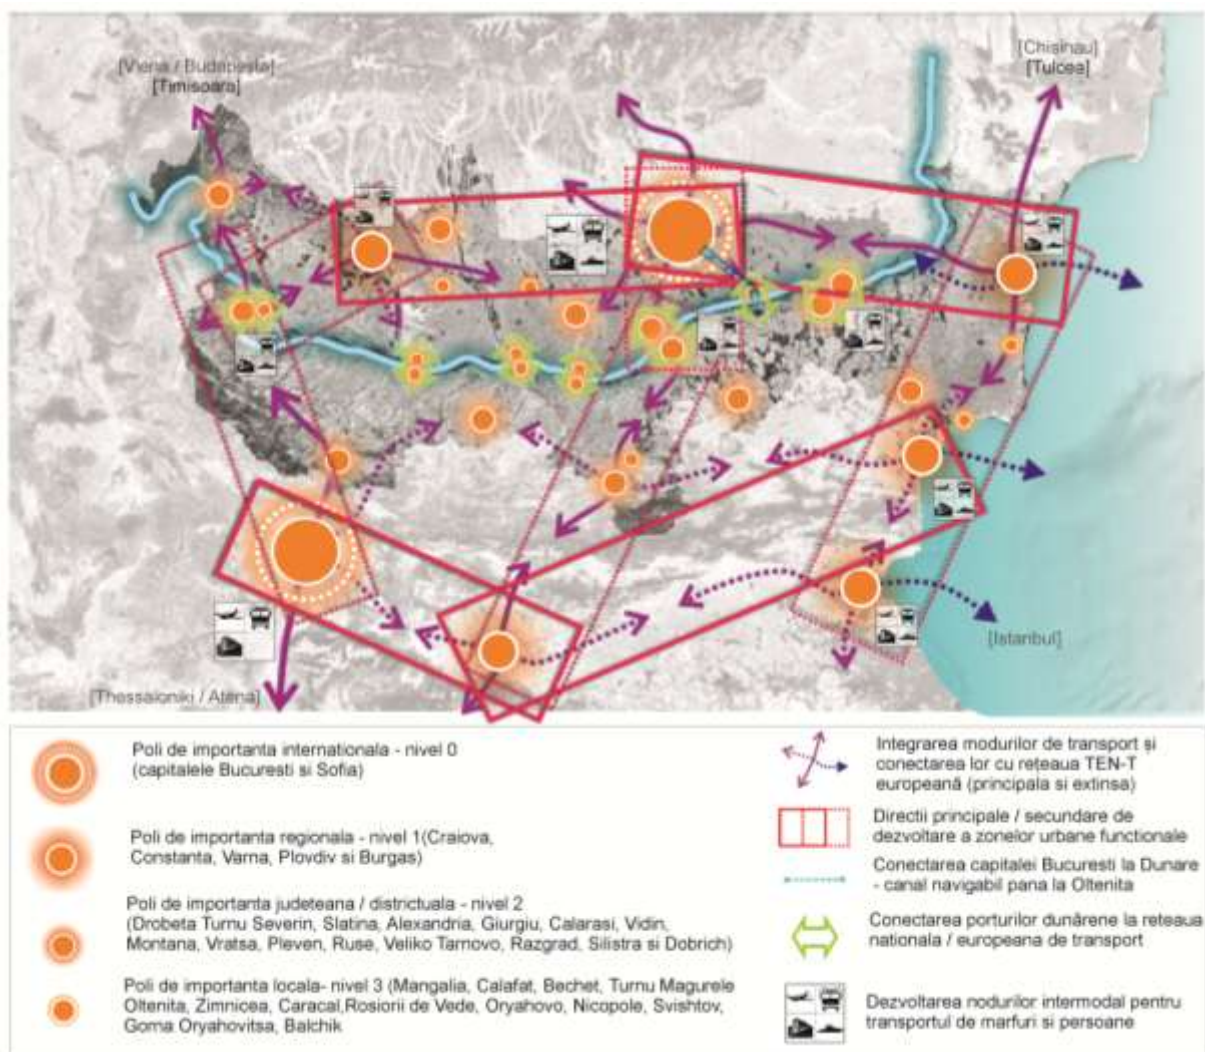 [Viena / Budapesta]
[Timisoara]
[Chisinau]
[Tulcea]
[Istanbul]
[Thessaloniki / Atena]
Poli de importanta internationala - nivel 0
(capitalele Bucuresti si Sofia)
Poli de importanta regionala - nivel 1(Craiova,
Constanta, Varna, Plovdiv si Burgas)
Poli de importanta judeteana / districtuala - nivel 2
(Drobeta Turnu Severin, Slatina, Alexandria, Giurgiu, Calarasi, Vidin,
Montana, Vratsa, Pleven, Ruse, Veliko Tarnovo, Razgrad, Silistra si Dobrich)
Poli de importanta locala- nivel 3 (Mangalia, Calafat, Bechet, Turnu Magurele
Oltenita, Zimnicea, Caracal,Rosiorii de Vede, Oryahovo, Nicopole, Svishtov,
Gorna Oryahovitsa, Balchik
Integrarea modurilor de transport și
conectarea lor cu rețeaua TEN-T
europeană (principala si extinsa)
Directii principale / secundare de
dezvoltare a zonelor urbane functionale
Conectarea capitalei Bucuresti la Dunare
- canal navigabil pana la Oltenita
Conectarea porturilor dunărene la reteaua
nationala / europeana de transport
Dezvoltarea nodurilor intermodal pentru
transportul de marfuri si persoane